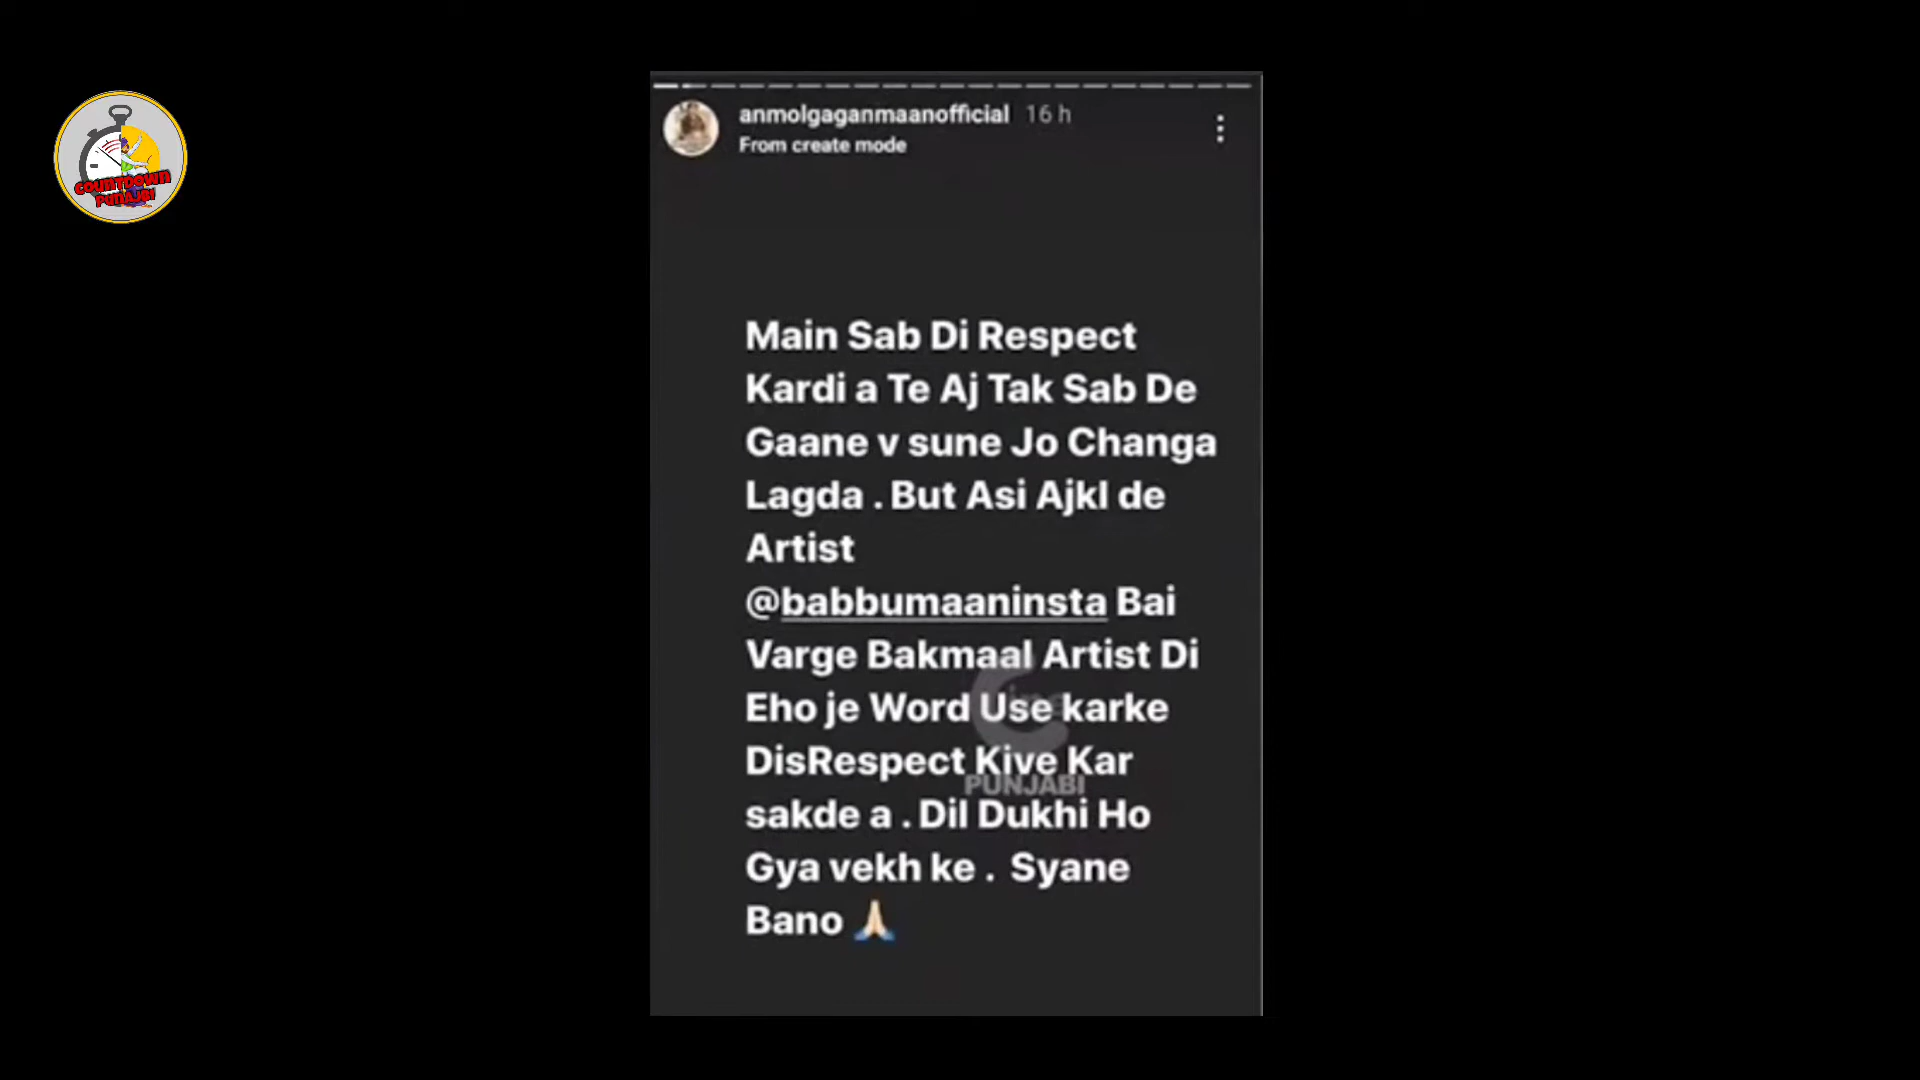 COUNTDOWN
PUNAJBI
anmolgaganmaanofficial 16 h
From create mode
Main Sab Di Respect
Kardi a Te Aj Tak Sab De
Gaane v sune Jo Changa
Lagda . But Asi Ajkl de
Artist
@babbumaaninsta Bai
Varge Bakmaal Artist Di
Eho je Word Use karke
DisRespect Kive Kar
sakde a . Dil Dukhi Ho
Gya vekh ke . Syane
Bano 🙏🏻
Cine
PUNJABI